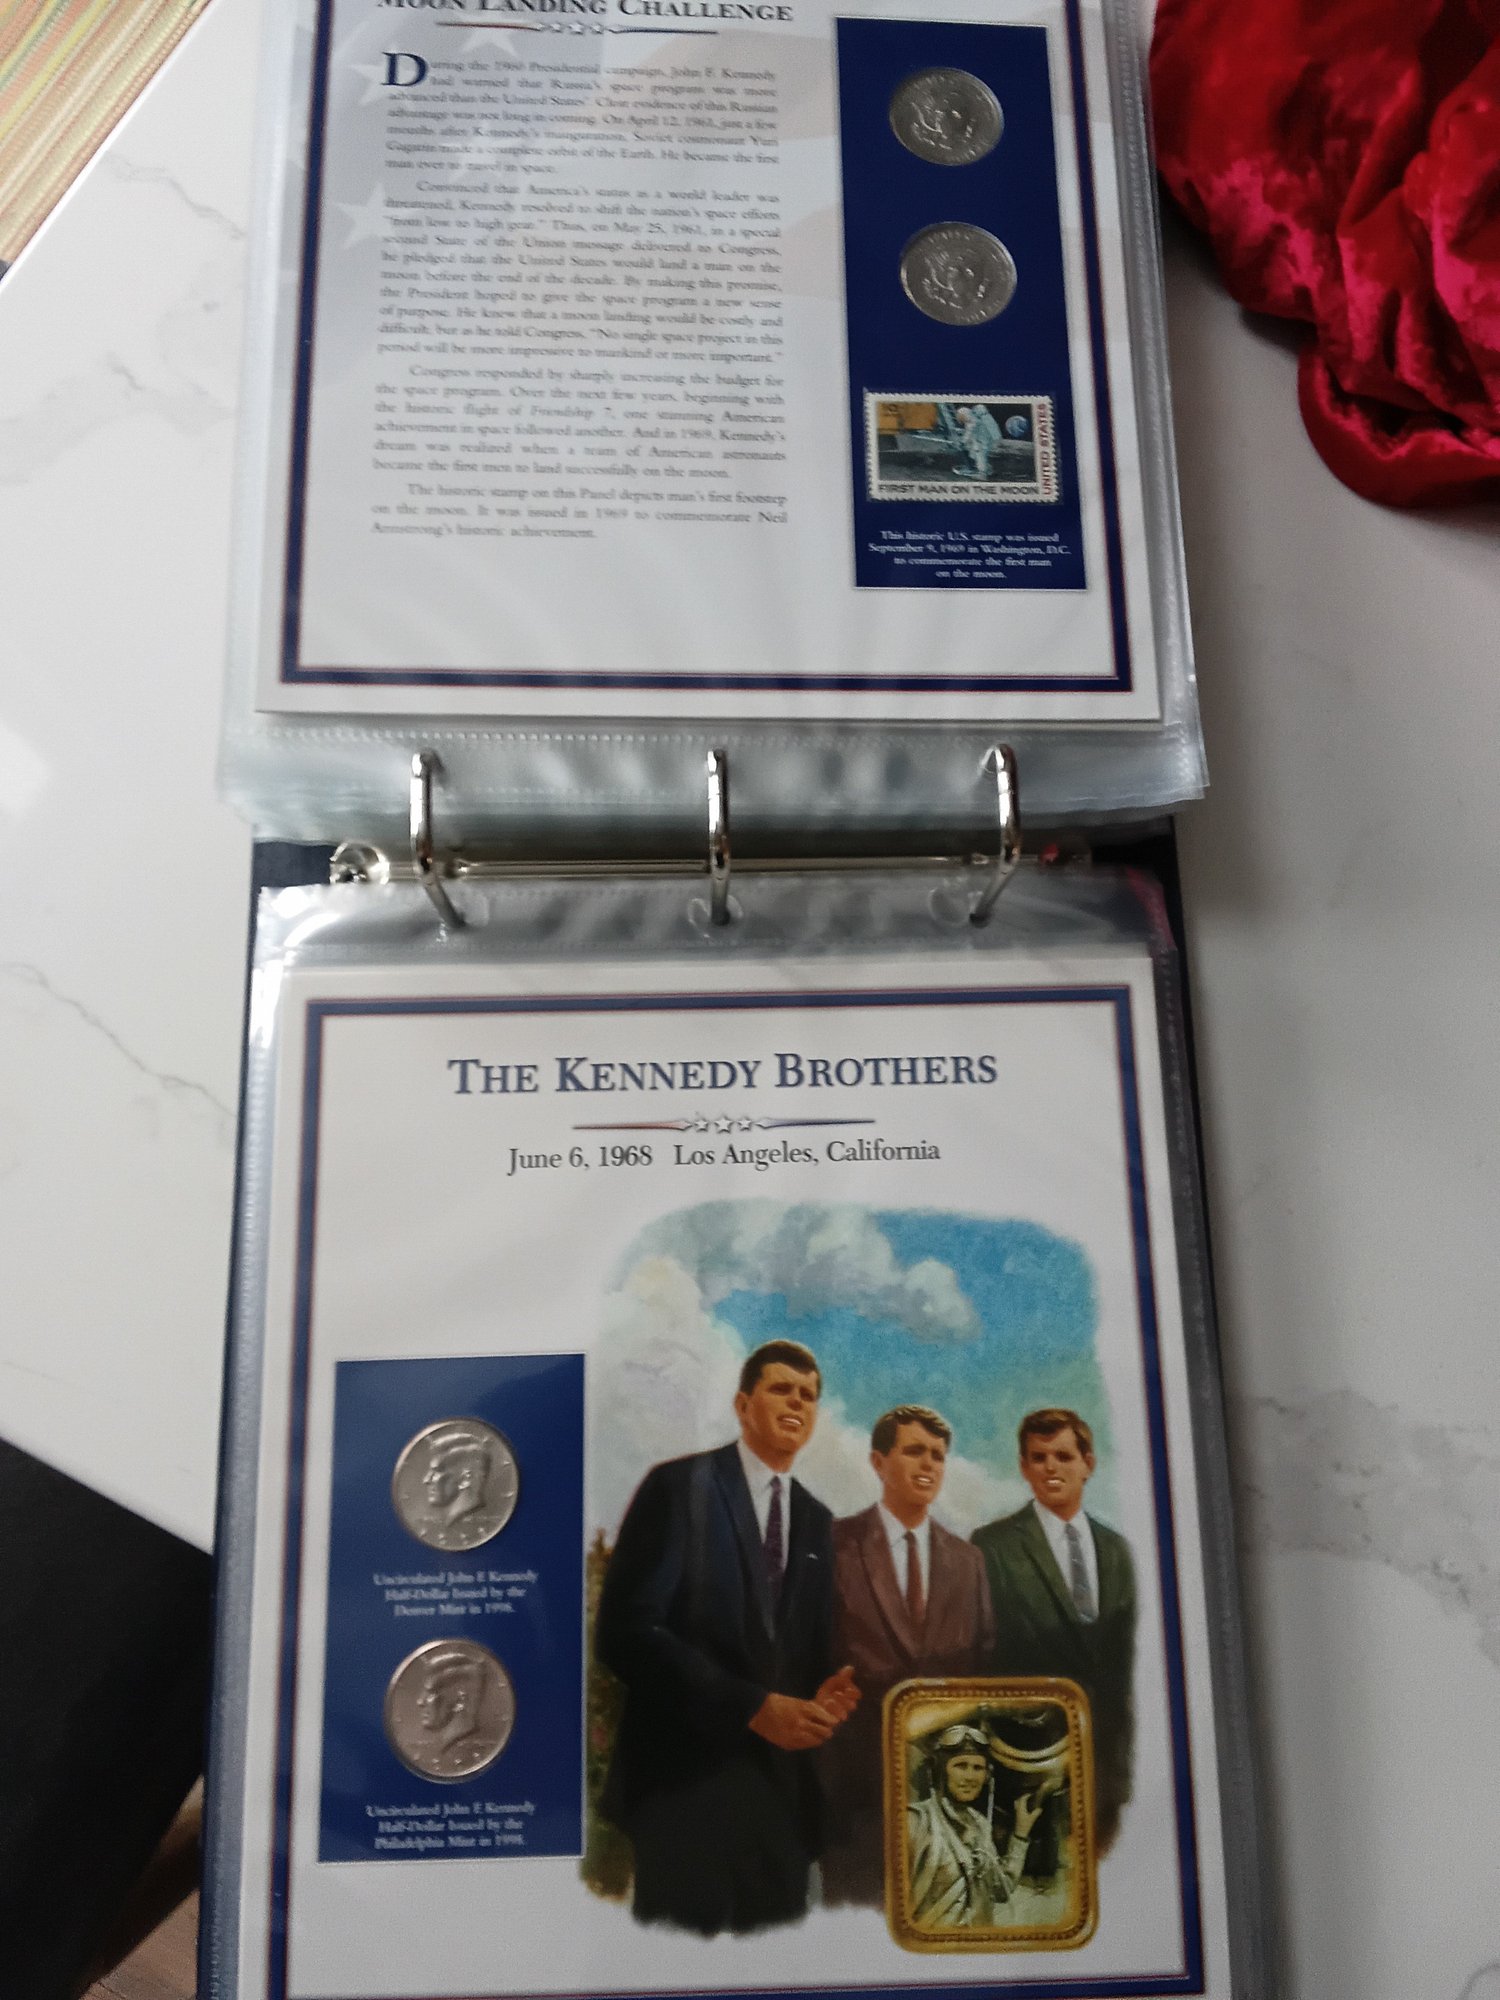 MOON LANDING CHALLENGE
During the 1960 Presidential campaign, John F. Kennedy
had warned that Russia's space program was more
advanced than the United States'. Clear evidence of this Russian
advantage was not long in coming. On April 12, 1961, just a few
months after Kennedy's inauguration, Soviet cosmonaut Yuri
Gagarin made a complete orbit of the Earth. He became the first
man ever to travel in space.
Convinced that America's status as a world leader was
threatened, Kennedy resolved to shift the nation's space efforts
"from low to high gear." Thus, on May 25, 1961, in a special
second State of the Union message delivered to Congress,
he pledged that the United States would land a man on the
moon before the end of the decade. By making this promise,
the President hoped to give the space program a new sense
of purpose. He knew that a moon landing would be costly and
difficult, but as he told Congress, "No single space project in this
period will be more impressive to mankind or more important."
Congress responded by sharply increasing the budget for
the space program. Over the next few years, beginning with
the historic flight of Friendship 7, one stunning American
achievement in space followed another. And in 1969, Kennedy's
dream was realized when a team of American astronauts
became the first men to land successfully on the moon.
The historic stamp on this Panel depicts man's first footstep
on the moon. It was issued in 1969 to commemorate Neil
Armstrong's historic achievement.
10
UNITED STATES
FIRST MAN ON THE MOON
This historic U.S. stamp was issued
September 9, 1969 in Washington, D.C.
to commemorate the first man
on the moon.
THE KENNEDY BROTHERS
June 6, 1968 Los Angeles, California
Uncirculated John F. Kennedy
Half-Dollar Issued by the
Denver Mint in 1998.
Uncirculated John F. Kennedy
Half-Dollar Issued by the
Philadelphia Mint in 1998.